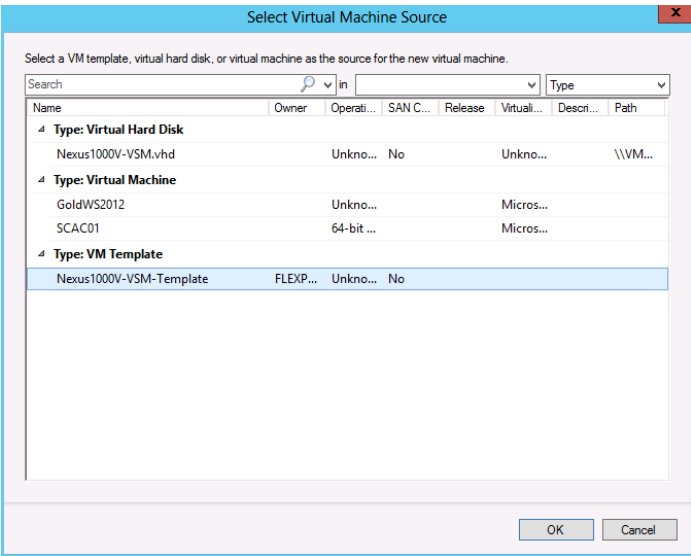 Select Virtual Machine Source
x
Select a VM template, virtual hard disk, or virtual machine as the source for the new virtual machine.
Search in Type
Name Owner Operati... SAN C... Release Virtuali... Descri... Path
Type: Virtual Hard Disk
Nexus1000V-VSM.vhd Unkno... No Unkno... \\VM...
Type: Virtual Machine
GoldWS2012 Unkno... Micros...
SCAC01 64-bit ... Micros...
Type: VM Template
Nexus1000V-VSM-Template FLEXP... Unkno... No
OK Cancel